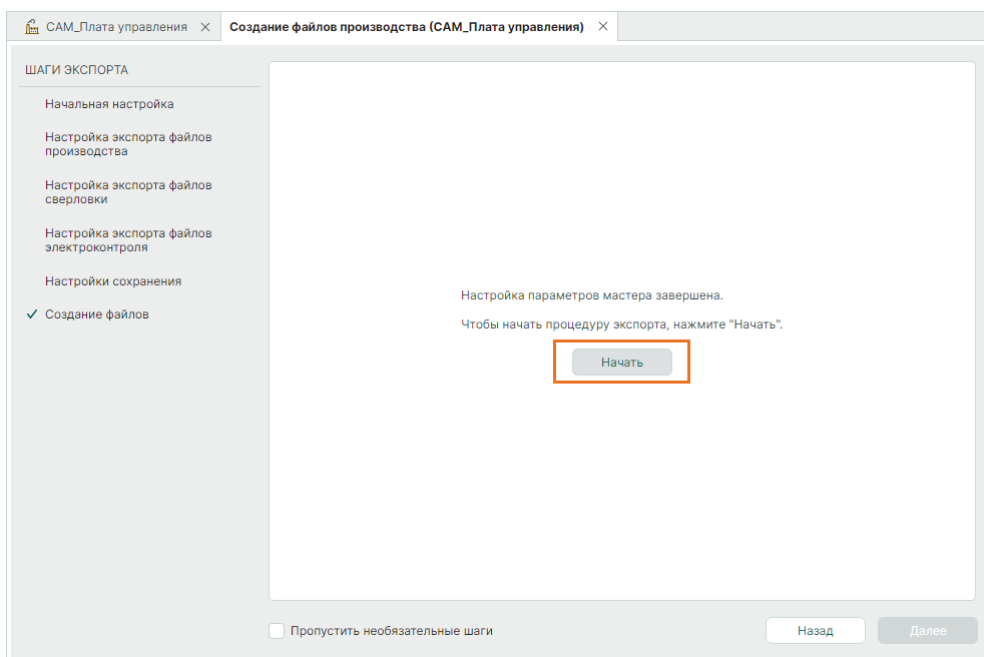 САМ_Плата управления
Создание файлов производства (САМ_Плата управления)
ШАГИ ЭКСПОРТА
Начальная настройка
Настройка экспорта файлов
производства
Настройка экспорта файлов
сверловки
Настройка экспорта файлов
электроконтроля
Настройки сохранения
Создание файлов
Настройка параметров мастера завершена.
Чтобы начать процедуру экспорта, нажмите "Начать".
Начать
Пропустить необязательные шаги
Назад
Далее